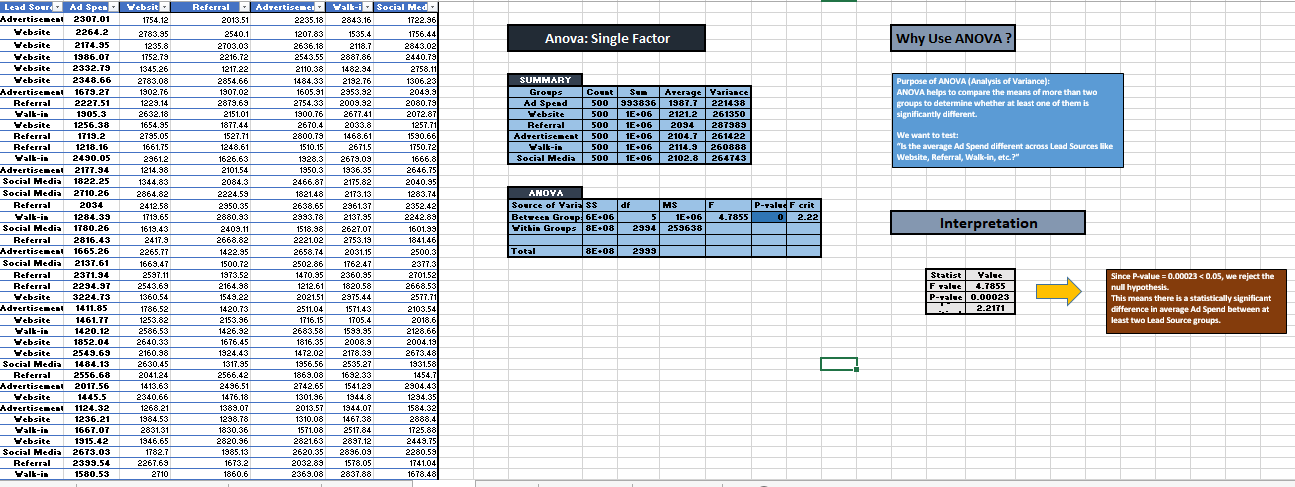 Lead Sour Ad Spen Websit Referral Advertisemen Walk-i Social Med
Advertisement 2307.01 1754.12 2013.51 2235.18 2843.16 1722.96
Website 2264.2 2783.95 2540.1 1207.83 1535.4 1756.44
Website 2174.95 1235.8 2703.03 2636.18 2118.7 2843.02
Website 1986.07 1752.79 2216.72 2543.55 2887.86 2440.79
Website 2332.79 1345.26 1217.22 2110.38 1482.94 2758.11
Website 2348.66 2783.08 2854.66 1484.33 2192.76 1306.23
Advertisement 1679.27 1902.76 1907.02 1605.91 2953.92 2049.9
Referral 2227.51 1229.14 2879.69 2754.33 2009.92 2080.79
Walk-in 1905.3 2632.18 2151.01 1900.76 2677.41 2072.87
Website 1256.38 1654.95 1877.44 2670.4 2033.8 1257.71
Referral 1719.2 2795.05 1527.71 2800.79 1468.61 1590.66
Referral 1218.16 1661.75 1248.61 1510.15 2671.5 1750.72
Walk-in 2490.05 2961.2 1626.63 1928.3 2679.09 1666.8
Advertisement 2177.94 1214.98 2101.54 1950.3 1936.35 2646.75
Social Media 1822.25 1344.83 2084.3 2466.87 2175.82 2040.95
Social Media 2710.26 2864.82 2224.59 1821.48 2173.13 1283.74
Referral 2034 2412.58 2950.35 2638.65 2961.37 2352.42
Walk-in 1284.39 1719.65 2880.93 2993.78 2137.95 2242.89
Social Media 1780.26 1619.43 2409.11 1518.98 2627.07 1601.99
Referral 2816.43 2417.9 2668.82 2221.02 2753.19 1841.46
Advertisement 1665.26 2265.77 1422.95 2658.74 2031.15 2500.3
Social Media 2137.61 1669.47 1500.72 2502.86 1762.47 2377.3
Referral 2371.94 2597.11 1973.52 1470.95 2360.95 2701.52
Referral 2294.97 2543.69 2164.98 1212.61 1820.58 2668.53
Website 3224.73 1360.54 1549.22 2021.51 2975.44 2577.71
Advertisement 1411.85 1786.52 1420.73 2511.04 1571.43 2103.54
Website 1461.77 1253.82 2153.96 1716.15 1705.4 2018.6
Walk-in 1420.12 2586.53 1426.92 2683.58 1599.95 2128.66
Website 1852.04 2640.33 1676.45 1816.35 2008.9 2004.19
Website 2549.69 2160.98 1924.43 1472.02 2178.39 2673.48
Social Media 1484.13 2630.45 1317.95 1956.56 2535.27 1931.58
Referral 2556.68 2041.24 2566.42 1869.08 1692.33 1454.7
Advertisement 2017.56 1413.63 2496.51 2742.65 1541.29 2904.43
Website 1445.5 2340.66 1476.18 1301.96 1944.8 1294.35
Advertisement 1124.32 1268.21 1389.07 2013.57 1944.07 1584.32
Website 1236.21 1984.53 1298.78 1310.08 1467.38 2888.4
Walk-in 1667.07 2831.31 1830.36 1571.08 2517.84 1725.88
Website 1915.42 1946.65 2820.96 2821.63 2897.12 2449.75
Social Media 2673.03 1782.7 1985.13 2620.35 2896.09 2280.59
Referral 2399.54 2267.69 1673.2 2032.89 1578.05 1741.04
Walk-in 1580.53 2710 1860.6 2369.08 2837.88 1678.48
Anova: Single Factor
SUMMARY
Groups Count Sum Average Variance
Ad Spend 500 993836 1987.7 221438
Website 500 1E+06 2121.2 261350
Referral 500 1E+06 2094 287989
Advertisement 500 1E+06 2104.7 261422
Walk-in 500 1E+06 2114.9 260888
Social Media 500 1E+06 2102.8 264743
ANOVA
Source of Varia SS df MS F P-value F crit
Between Group: 6E+06 5 1E+06 4.7855 0 2.22
Within Groups 8E+08 2994 259638
Total 8E+08 2999
Why Use ANOVA ?
Purpose of ANOVA (Analysis of Variance):
ANOVA helps to compare the means of more than two
groups to determine whether at least one of them is
significantly different.
We want to test:
"Is the average Ad Spend different across Lead Sources like
Website, Referral, Walk-in, etc.?"
Interpretation
Statist Value
F value 4.7855
P-value 0.00023
2.2171
Since P-value = 0.00023 < 0.05, we reject the
null hypothesis.
This means there is a statistically significant
difference in average Ad Spend between at
least two Lead Source groups.